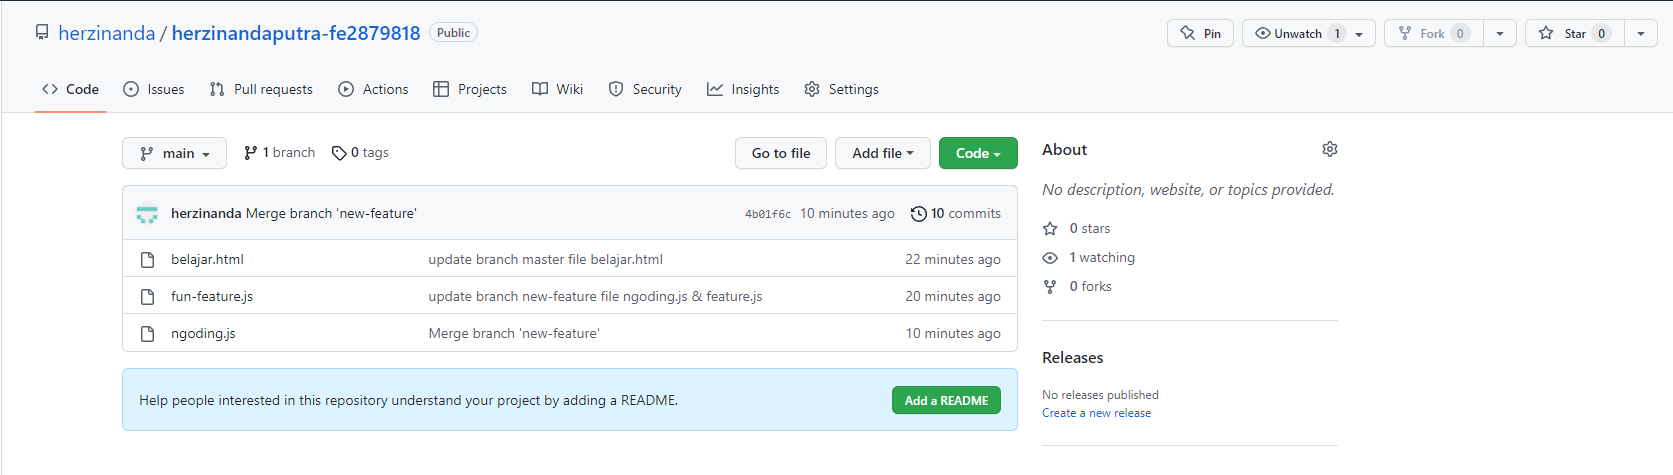 herzinanda / herzinandaputra-fe2879818 Public
Pin Unwatch 1 Fork 0 Star 0
Code Issues Pull requests Actions Projects Wiki Security Insights Settings
main 1 branch 0 tags Go to file Add file Code
herzinanda Merge branch 'new-feature' 4b01f6c 10 minutes ago 10 commits
belajar.html update branch master file belajar.html 22 minutes ago
fun-feature.js update branch new-feature file ngoding.js & feature.js 20 minutes ago
ngoding.js Merge branch 'new-feature' 10 minutes ago
Help people interested in this repository understand your project by adding a README. Add a README
About
No description, website, or topics provided.
0 stars
1 watching
0 forks
Releases
No releases published
Create a new release